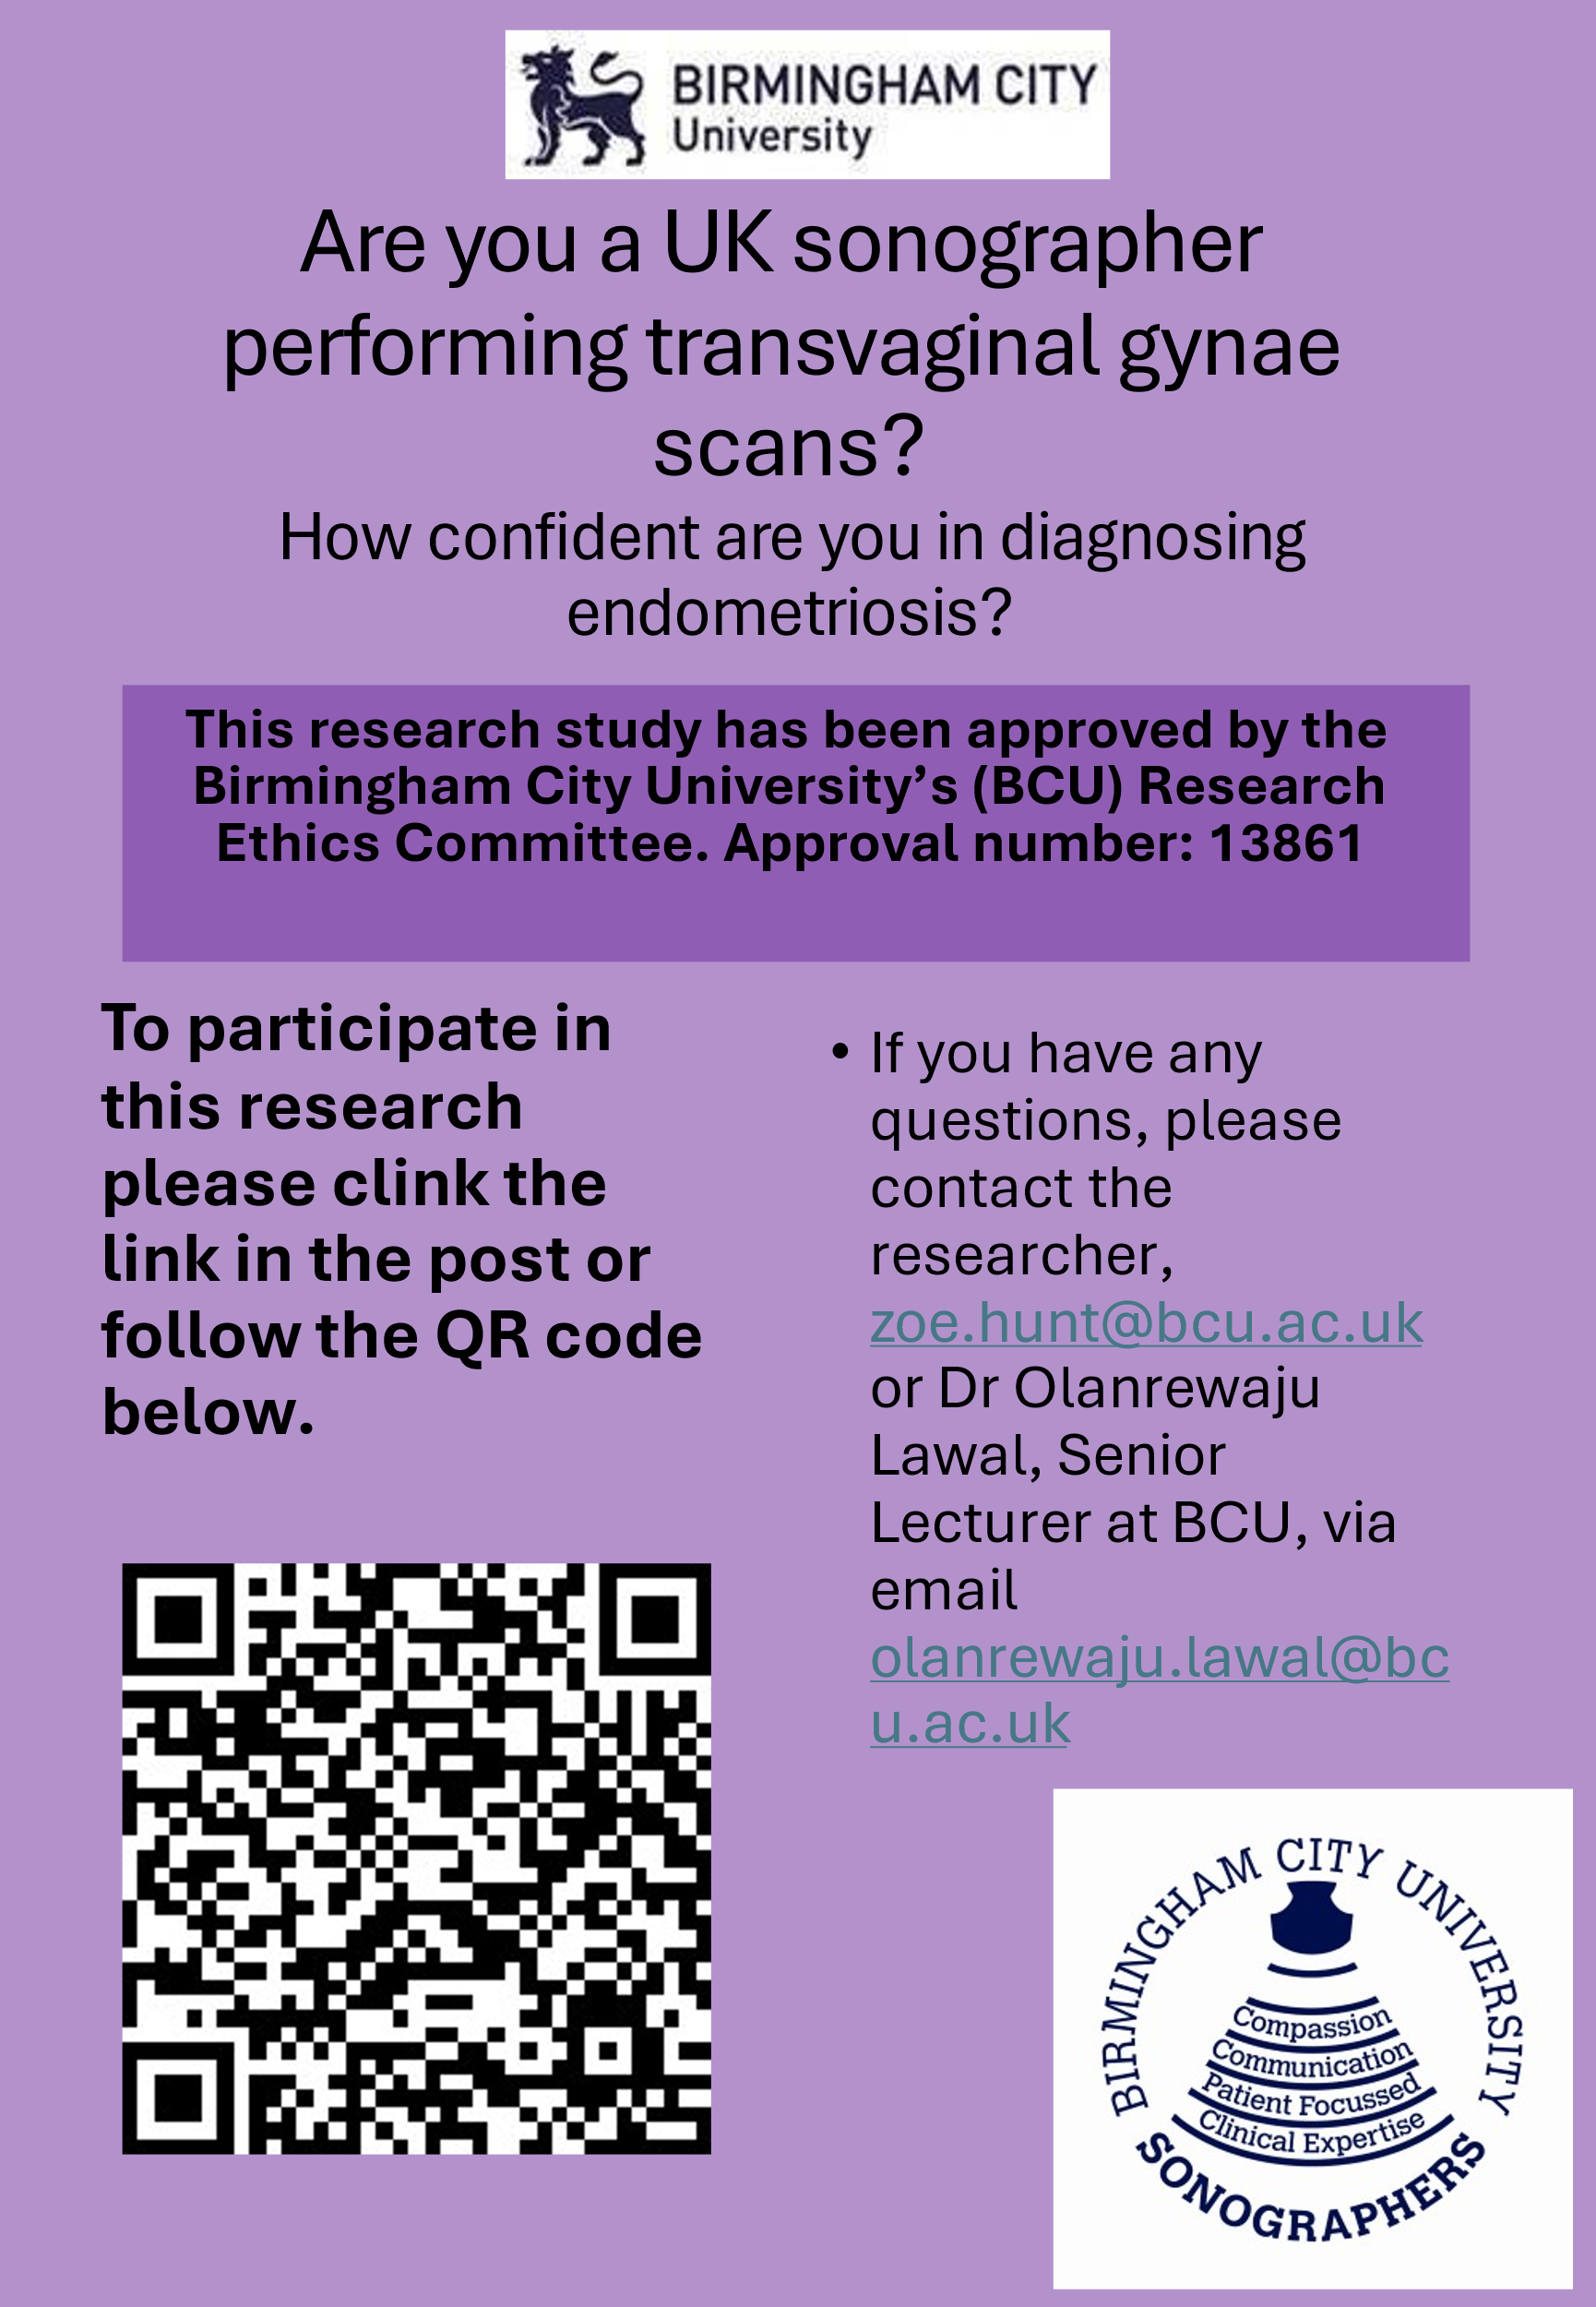 BIRMINGHAM CITY
University
Are you a UK sonographer
performing transvaginal gynae
scans?
How confident are you in diagnosing
endometriosis?
This research study has been approved by the
Birmingham City University’s (BCU) Research
Ethics Committee. Approval number: 13861
To participate in
this research
please clink the
link in the post or
follow the QR code
below.
• If you have any
questions, please
contact the
researcher,
zoe.hunt@bcu.ac.uk
or Dr Olanrewaju
Lawal, Senior
Lecturer at BCU, via
email
olanrewaju.lawal@bc
u.ac.uk
BIRMINGHAM CITY UNIVERSITY
Compassion
Communication
Patient Focussed
Clinical Expertise
SONOGRAPHERS